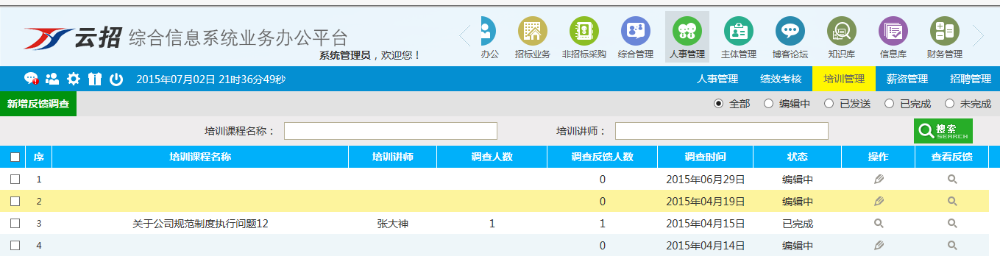 云招 综合信息系统业务办公平台
系统管理员，欢迎您！
办公 招标业务 非招标采购 综合管理 人事管理 主体管理 博客论坛 知识库 信息库 财务管理
2015年07月02日 21时36分49秒 人事管理 绩效考核 培训管理 薪资管理 招聘管理
新增反馈调查 全部 编辑中 已发送 已完成 未完成
培训课程名称： 培训讲师： 搜索 SEARCH
序 培训课程名称 培训讲师 调查人数 调查反馈人数 调查时间 状态 操作 查看反馈
1 0 2015年06月29日 编辑中
2 0 2015年04月19日 编辑中
3 关于公司规范制度执行问题12 张大神 1 1 2015年04月15日 已完成
4 0 2015年04月14日 编辑中